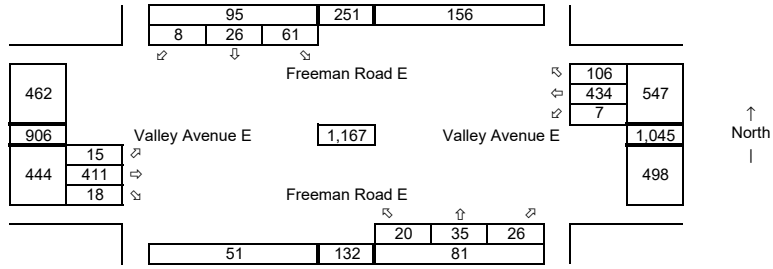 95 251 156
8 26 61
⬃ ⇩ ⬂
Freeman Road E
⬁ 106
462 ⇦ 434 547
⬃ 7 ↑
906 Valley Avenue E 1,167 Valley Avenue E 1,045 North
15 ⬀ |
444 411 ⇨ 498
18 ⬂ Freeman Road E
⬁ ⇧ ⬀
20 35 26
51 132 81